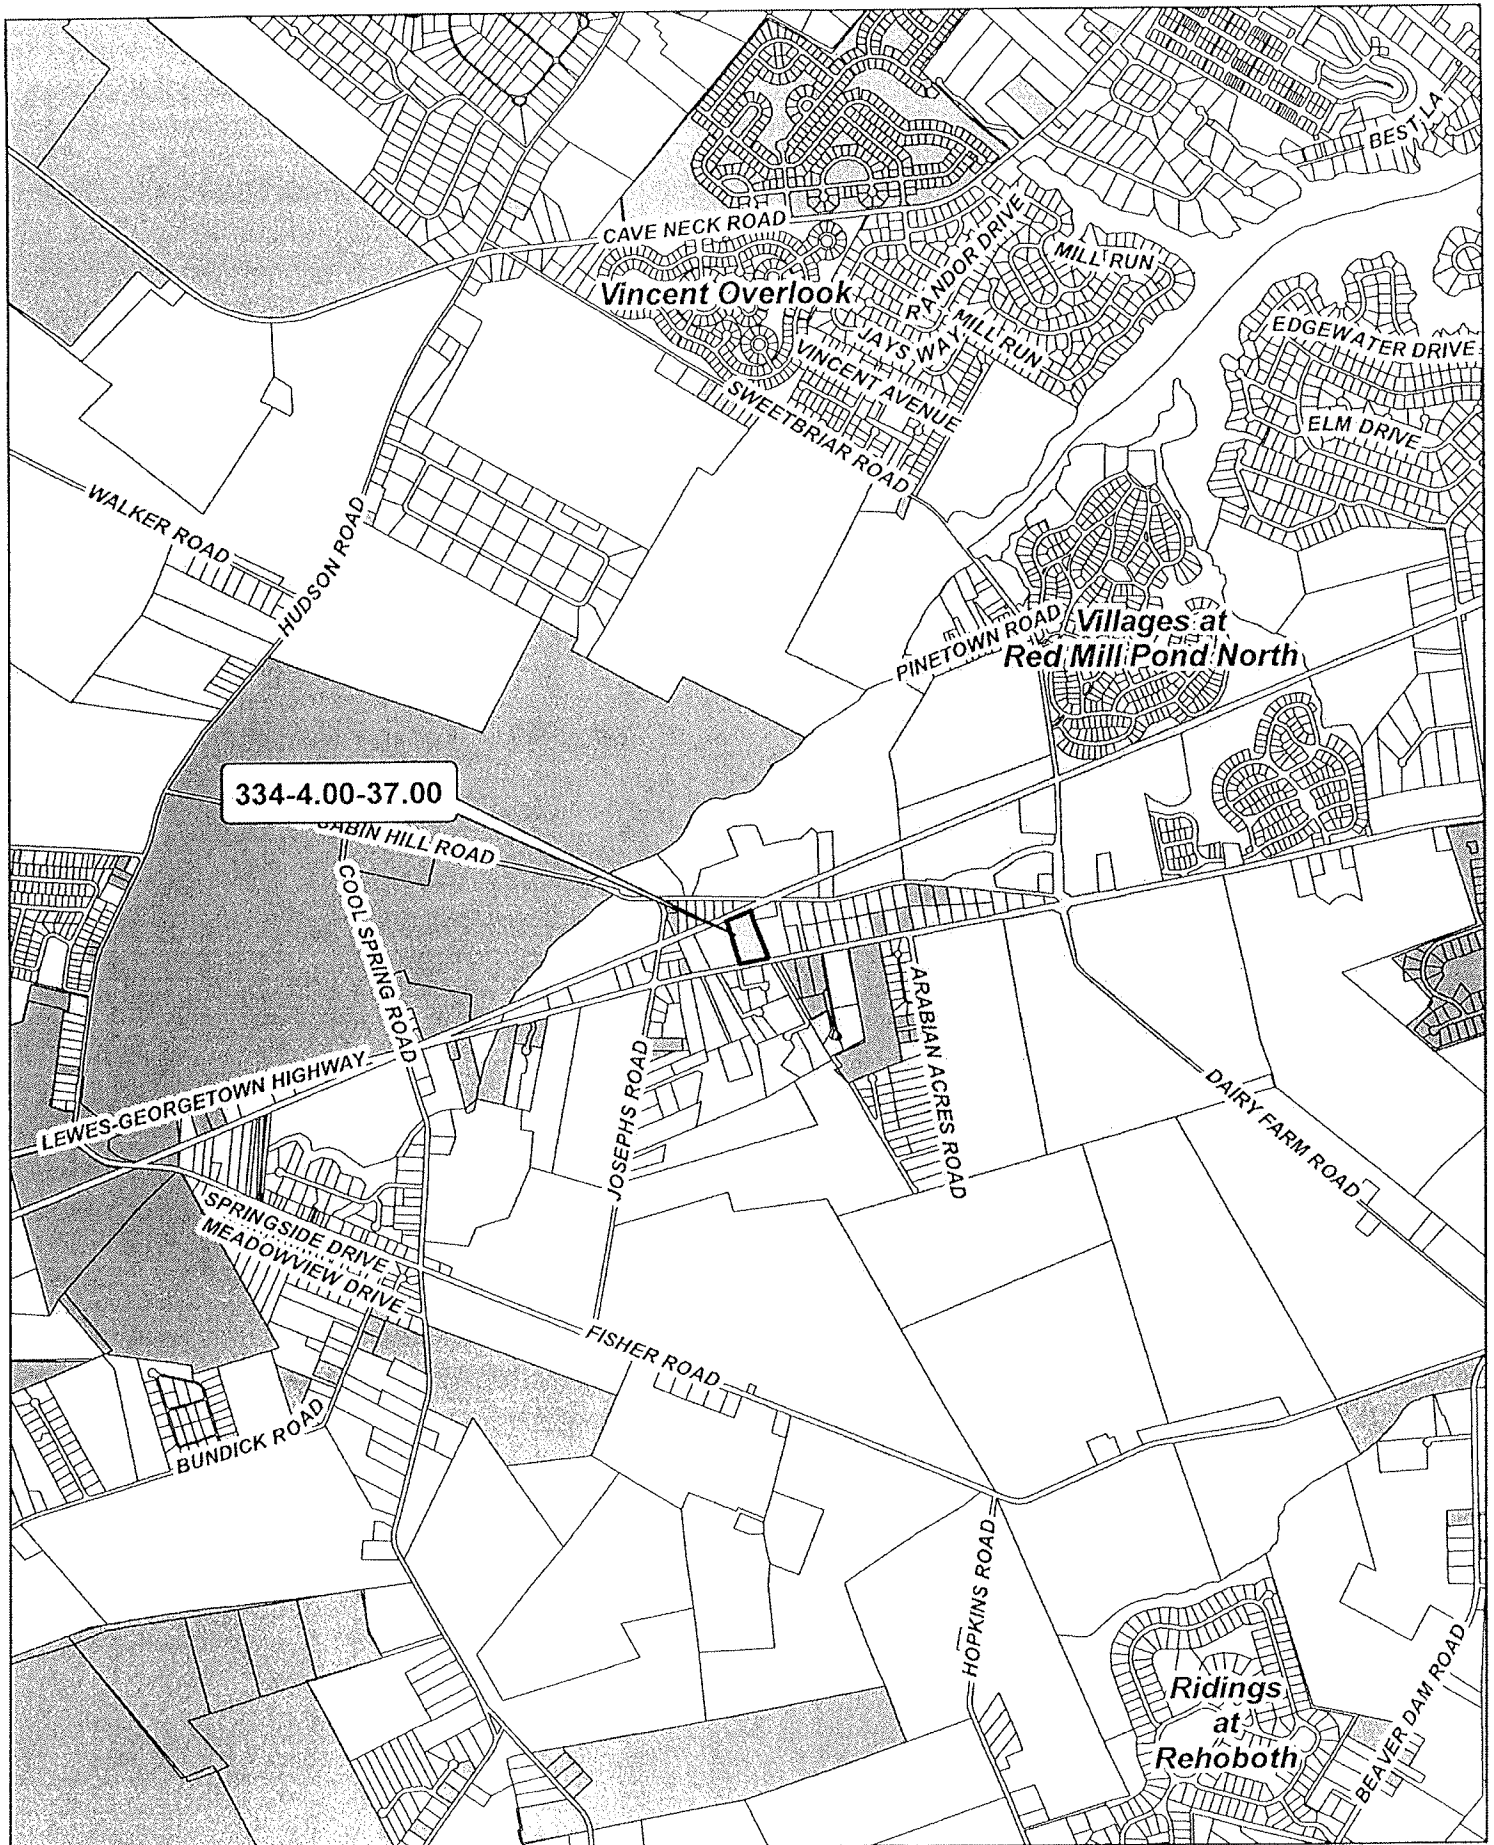 BEST LA
CAVE NECK ROAD
RANDOR DRIVE
MILL RUN
Vincent Overlook
JAYS WAY
MILL RUN
EDGEWATER DRIVE
VINCENT AVENUE
SWEETBRIAR ROAD
ELM DRIVE
WALKER ROAD
HUDSON ROAD
PINETOWN ROAD
Villages at
Red Mill Pond North
334-4.00-37.00
CABIN HILL ROAD
COOL SPRING ROAD
ARABIAN ACRES ROAD
LEWES-GEORGETOWN HIGHWAY
JOSEPHS ROAD
DAIRY FARM ROAD
SPRINGSIDE DRIVE
MEADOWVIEW DRIVE
FISHER ROAD
BUNDICK ROAD
HOPKINS ROAD
Ridings
at
Rehoboth
BEAVER DAM ROAD